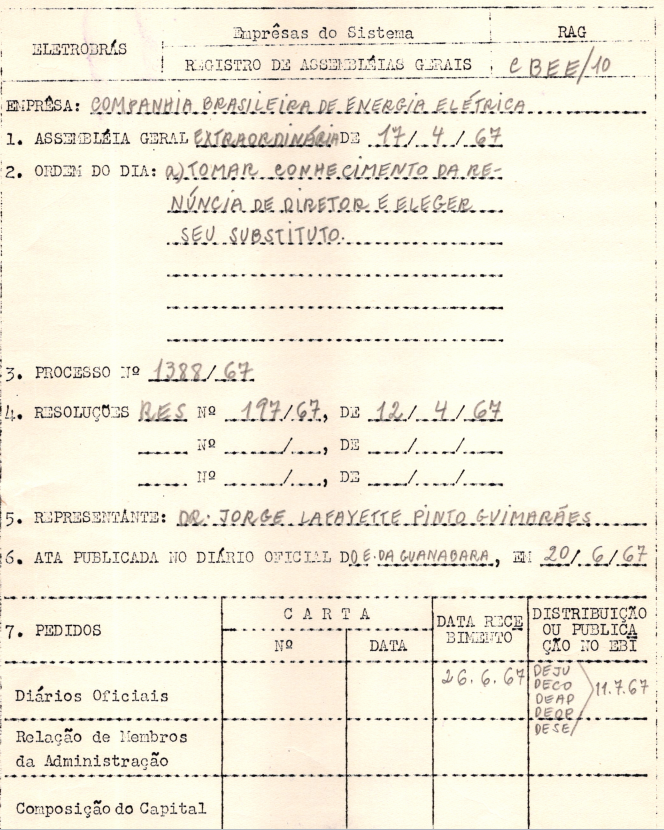 ELETROBRÁS
Emprêsas do Sistema
RAG
REGISTRO DE ASSEMBLÉIAS GERAIS
CBEE/10
EMPRÊSA: COMPANHIA BRASILEIRA DE ENERGIA ELÉTRICA
1. ASSEMBLÉIA GERAL EXTRAORDINÁRIA DE 17/4/67
2. ORDEM DO DIA: a) TOMAR CONHECIMENTO DA RE-
NÚNCIA DE DIRETOR E ELEGER
SEU SUBSTITUTO.
3. PROCESSO Nº 1388/67
4. RESOLUÇÕES RES Nº 197/67, DE 12/4/67
Nº /, DE / /
Nº /, DE / /
5. REPRESENTANTE: DR. JORGE LAFAYETTE PINTO GUIMARÃES
6. ATA PUBLICADA NO DIÁRIO OFICIAL DO E. DA GUANABARA, EM 20/6/67
7. PEDIDOS
CARTA
Nº
DATA
DATA RECE
BIMENTO
DISTRIBUIÇÃO
OU PUBLICA
ÇÃO NO EBI
Diários Oficiais
26.6.67
DEJU
DECO
DEAP
DEOP
DESE
11.7.67
Relação de Membros
da Administração
Composição do Capital